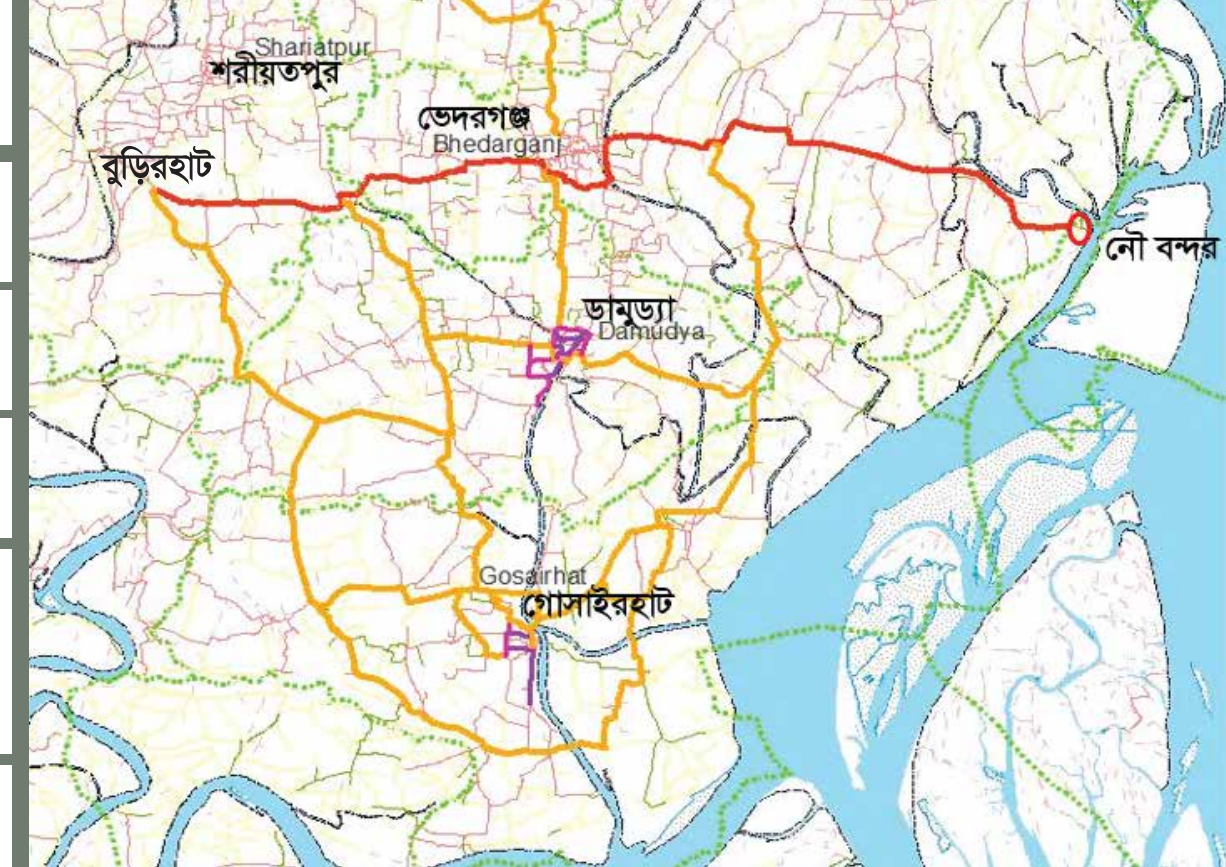 Shariatpur
শরীয়তপুর
ভেদরগঞ্জ
Bhedarganj
বুড়িরহাট
নৌ বন্দর
ডামুড্যা
Damudya
Gosairhat
গোসাইরহাট